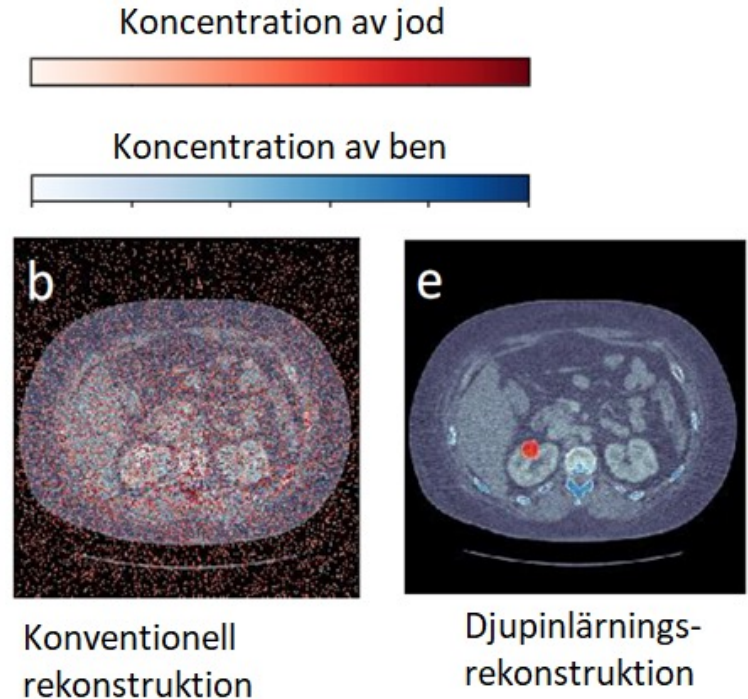 Koncentration av jod
Koncentration av ben
b
e
Konventionell
rekonstruktion
Djupinlärnings-
rekonstruktion